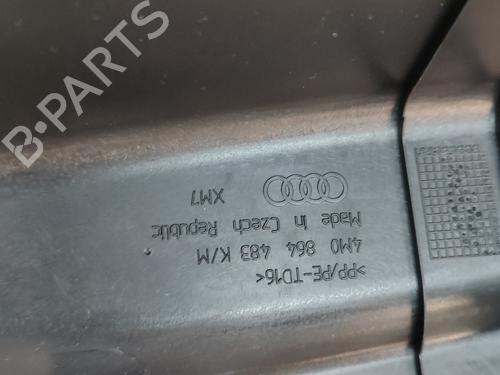 B-PARTS
>PP/PE-TD16<
4M0 864 483 K/M
Made in Czech Republic
XM7